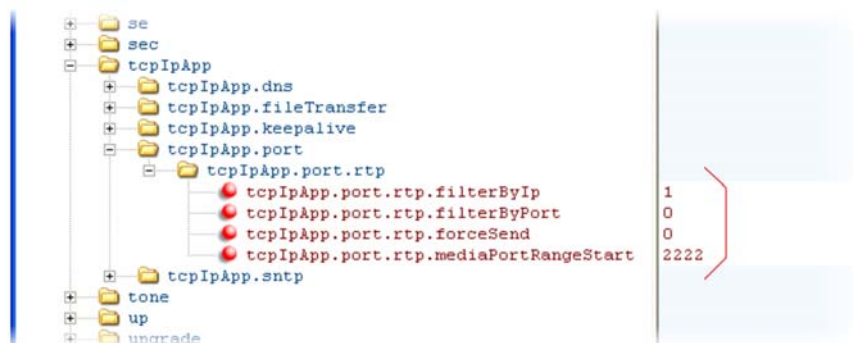 se
sec
tcpIpApp
tcpIpApp.dns
tcpIpApp.fileTransfer
tcpIpApp.keepalive
tcpIpApp.port
tcpIpApp.port.rtp
tcpIpApp.port.rtp.filterByIp 1
tcpIpApp.port.rtp.filterByPort 0
tcpIpApp.port.rtp.forceSend 0
tcpIpApp.port.rtp.mediaPortRangeStart 2222
tcpIpApp.sntp
tone
up
upgrade